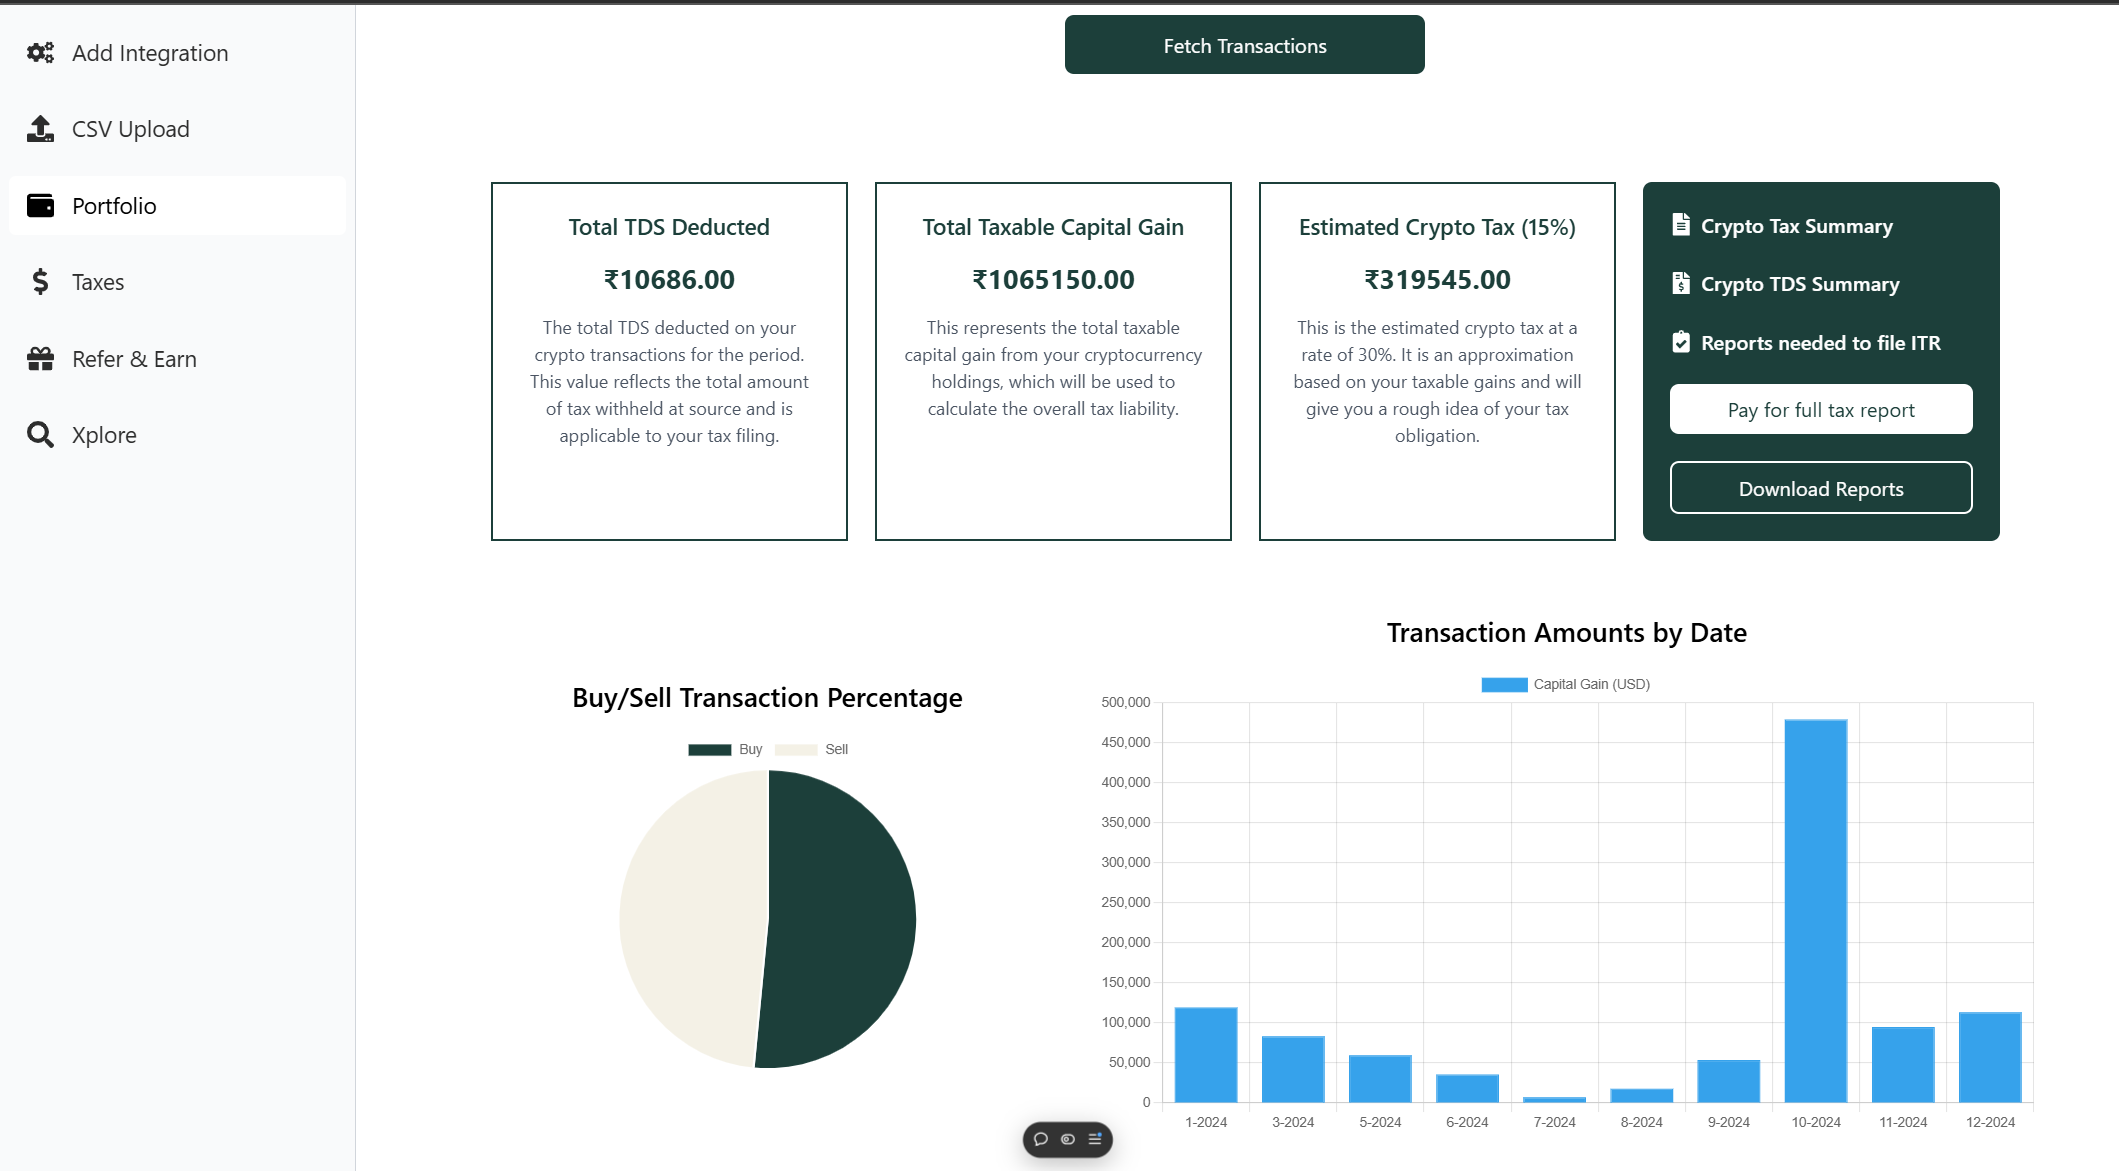 Add Integration
CSV Upload
Portfolio
Taxes
Refer & Earn
Xplore
Fetch Transactions
Total TDS Deducted
₹10686.00
The total TDS deducted on your
crypto transactions for the period.
This value reflects the total amount
of tax withheld at source and is
applicable to your tax filing.
Total Taxable Capital Gain
₹1065150.00
This represents the total taxable
capital gain from your cryptocurrency
holdings, which will be used to
calculate the overall tax liability.
Estimated Crypto Tax (15%)
₹319545.00
This is the estimated crypto tax at a
rate of 30%. It is an approximation
based on your taxable gains and will
give you a rough idea of your tax
obligation.
Crypto Tax Summary
Crypto TDS Summary
Reports needed to file ITR
Pay for full tax report
Download Reports
Buy/Sell Transaction Percentage
Buy Sell
Transaction Amounts by Date
Capital Gain (USD)
500,000
450,000
400,000
350,000
300,000
250,000
200,000
150,000
100,000
50,000
0
1-2024 3-2024 5-2024 6-2024 7-2024 8-2024 9-2024 10-2024 11-2024 12-2024